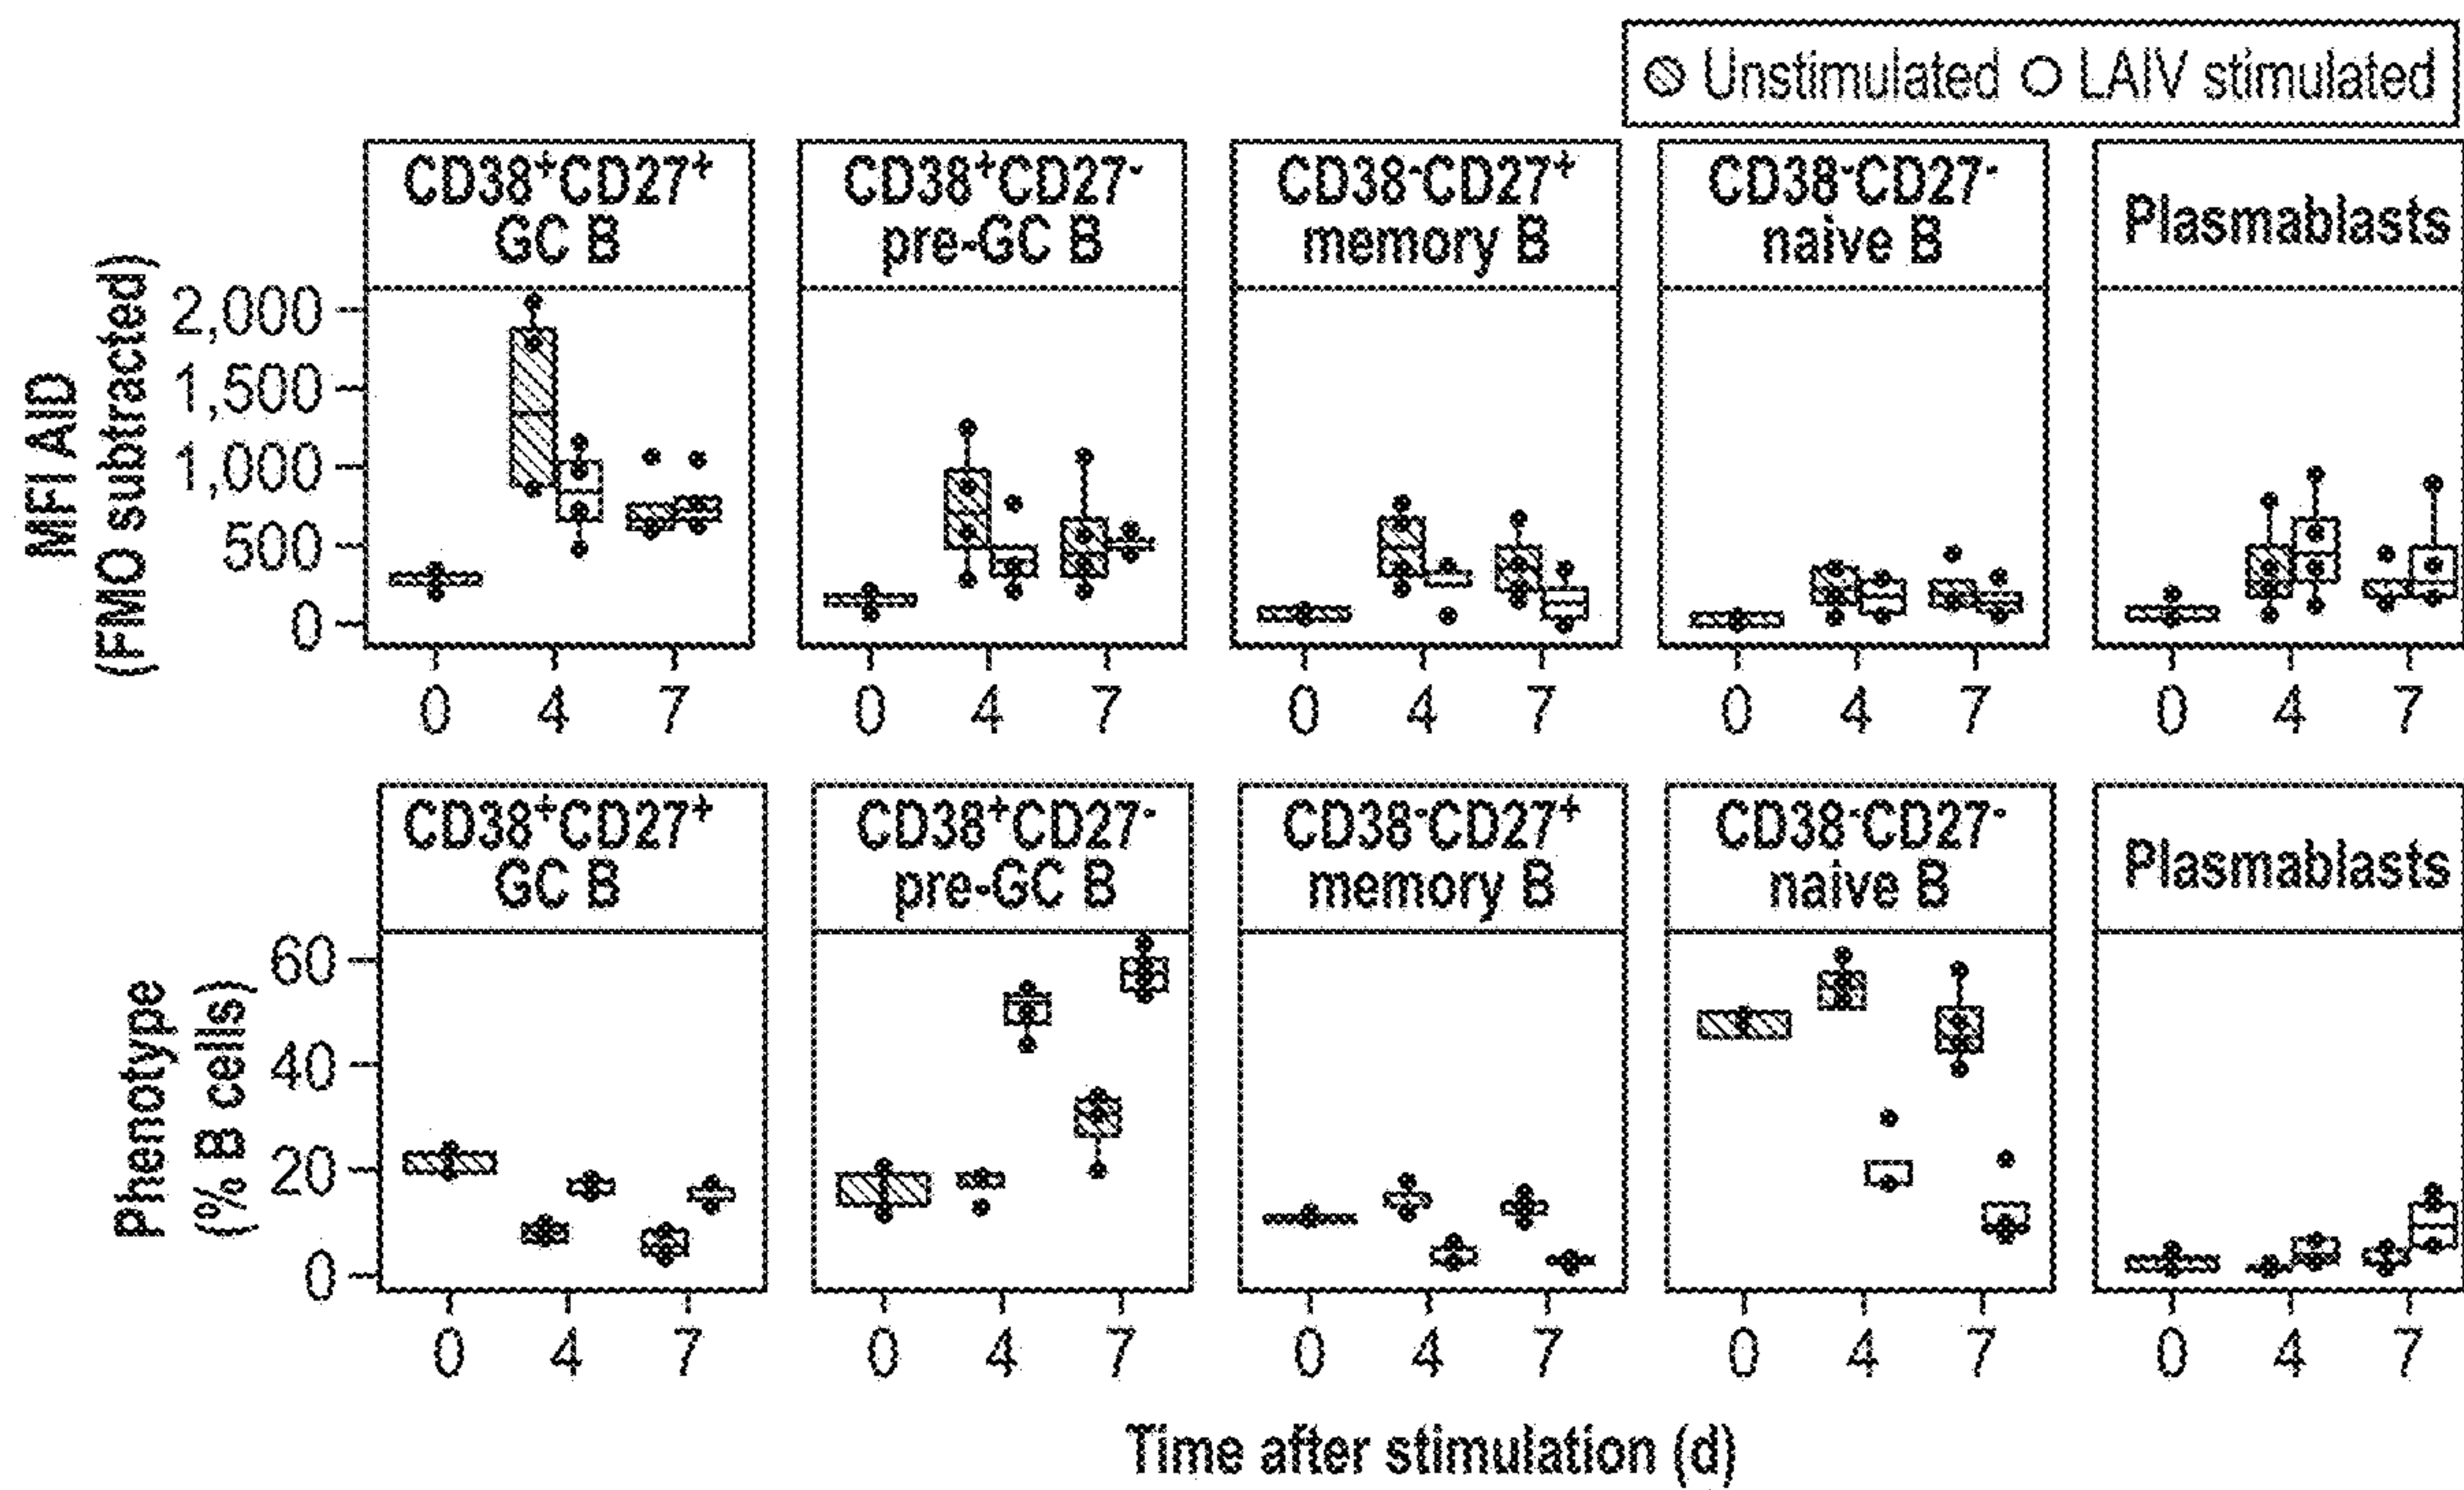 Unstimulated LAIV stimulated
CD38⁺CD27⁺
GC B
CD38⁺CD27⁻
pre-GC B
CD38⁻CD27⁺
memory B
CD38⁻CD27⁻
naive B
Plasmablasts
MFI AID
(FMO subtracted)
2,000
1,500
1,000
500
0
0 4 7
0 4 7
0 4 7
0 4 7
0 4 7
CD38⁺CD27⁺
GC B
CD38⁺CD27⁻
pre-GC B
CD38⁻CD27⁺
memory B
CD38⁻CD27⁻
naive B
Plasmablasts
Phenotype
(% B cells)
60
40
20
0
0 4 7
0 4 7
0 4 7
0 4 7
0 4 7
Time after stimulation (d)